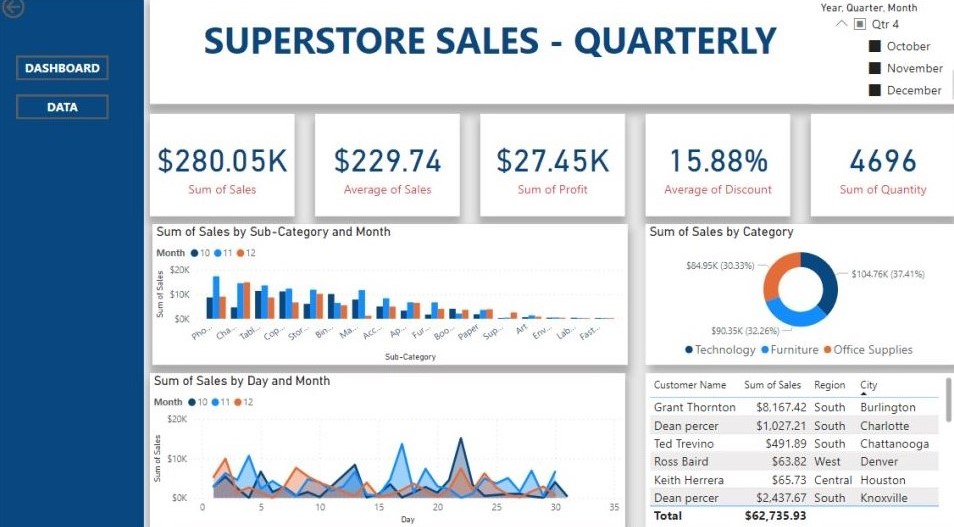 Year, Quarter, Month
Qtr 4
October
November
December
SUPERSTORE SALES - QUARTERLY
DASHBOARD
DATA
$280.05K
Sum of Sales
$229.74
Average of Sales
$27.45K
Sum of Profit
15.88%
Average of Discount
4696
Sum of Quantity
Sum of Sales by Sub-Category and Month
Month 10 11 12
Sum of Sales
$20K
$10K
$0K
Pho... Cha... Tabl... Cop... Stor... Bin... Ma... Acc... Ap... Fur... Boo... Paper Sup... Art Env... Lab... Fast...
Sub-Category
Sum of Sales by Category
$84.95K (30.33%)
$104.76K (37.41%)
$90.35K (32.26%)
Technology Furniture Office Supplies
Sum of Sales by Day and Month
Month 10 11 12
Sum of Sales
$20K
$10K
$0K
0 5 10 15 20 25 30 35
Day
Customer Name Sum of Sales Region City
Grant Thornton $8,167.42 South Burlington
Dean percer $1,027.21 South Charlotte
Ted Trevino $491.89 South Chattanooga
Ross Baird $63.82 West Denver
Keith Herrera $65.73 Central Houston
Dean percer $2,437.67 South Knoxville
Total $62,735.93